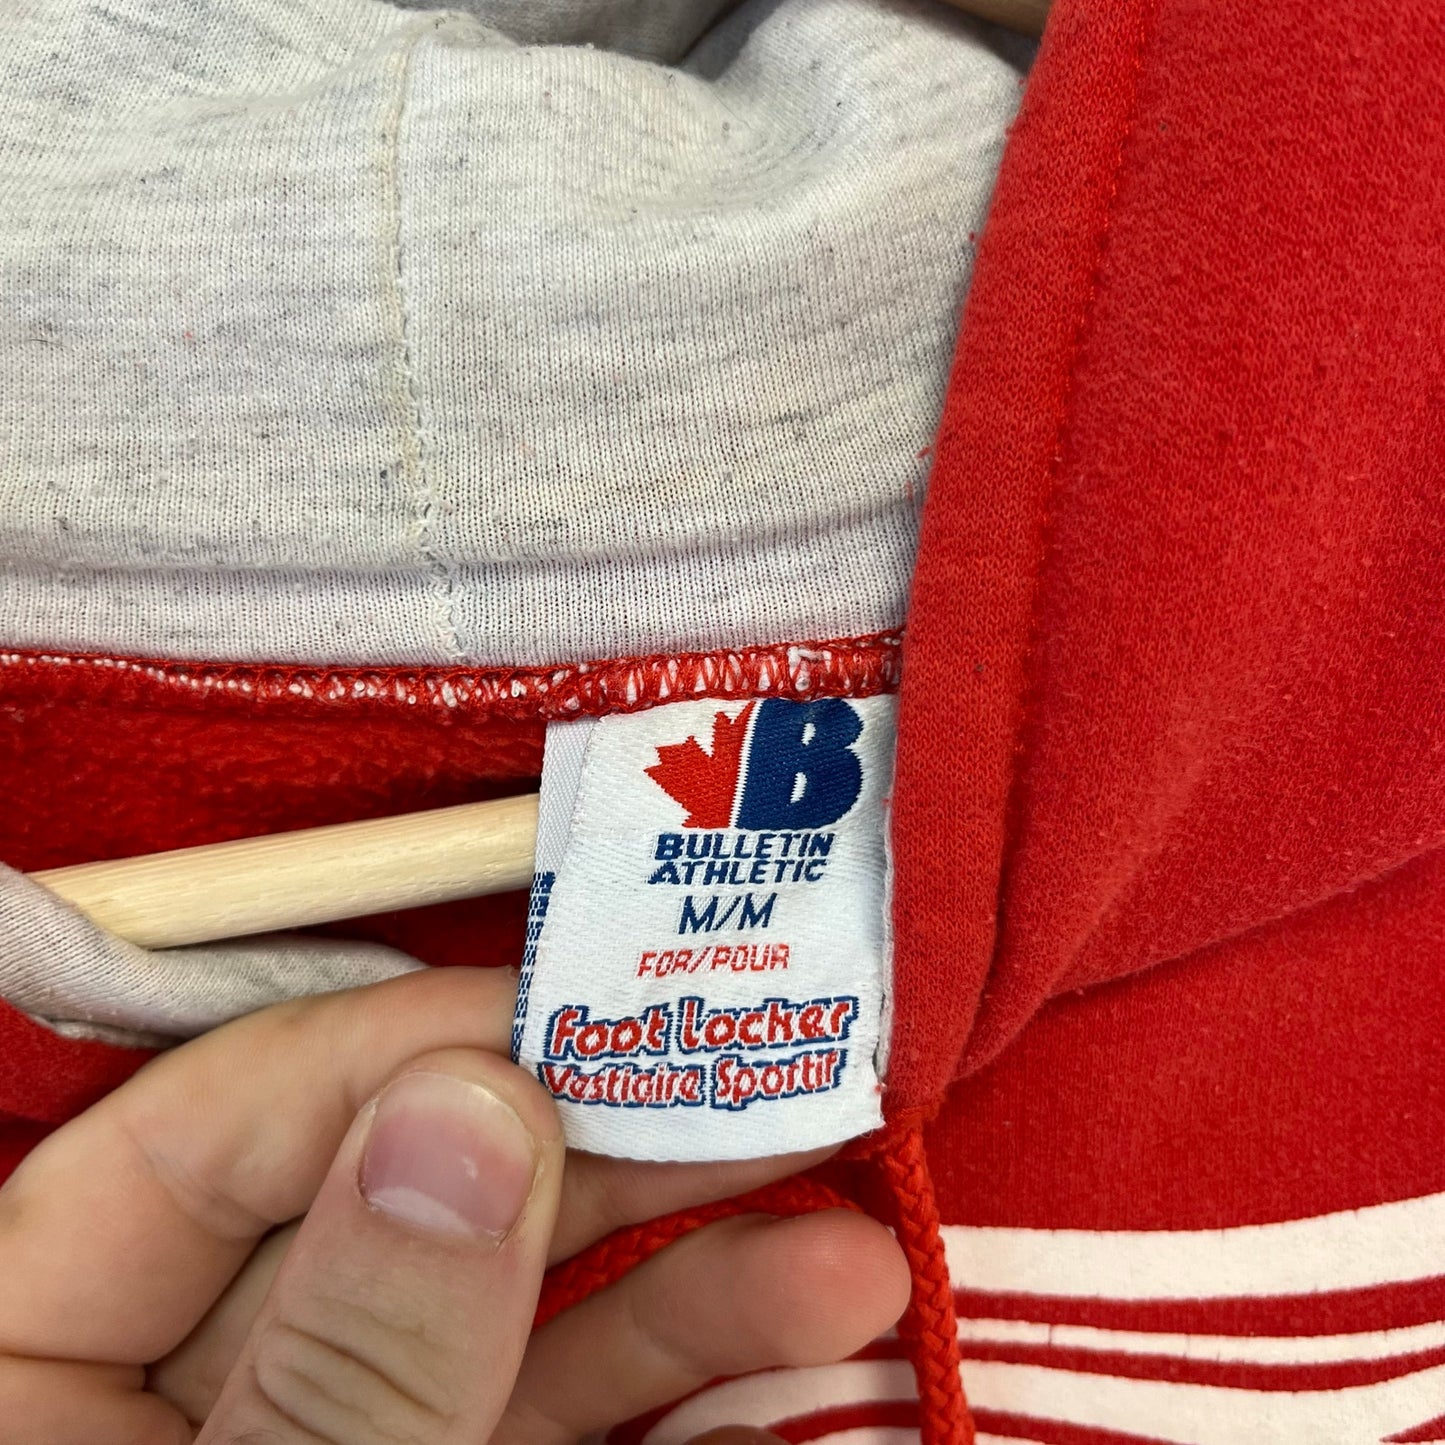 B
BULLETIN
ATHLETIC
M/M
FOR/POUR
Foot Locker
Vestiaire Sportif